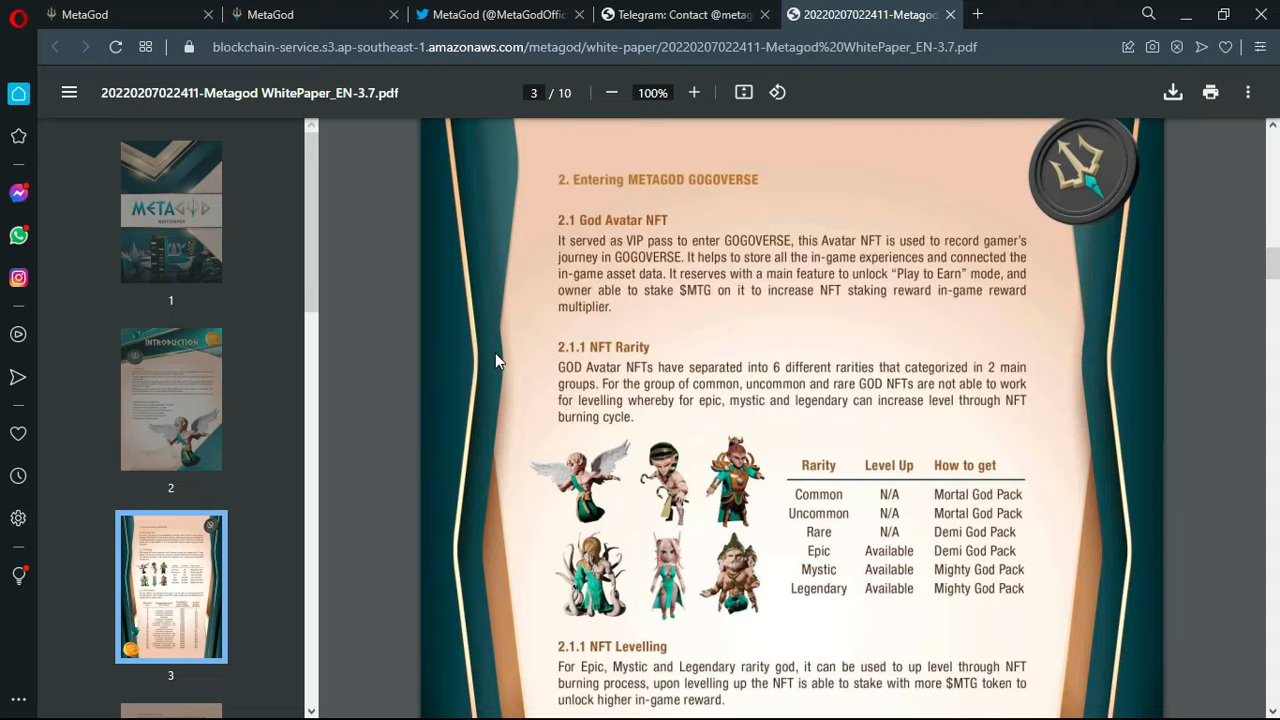 MetaGod
MetaGod
MetaGod (@MetaGodOffic
Telegram: Contact @metag
20220207022411-Metagod
blockchain-service.s3.ap-southeast-1.amazonaws.com/metagod/white-paper/20220207022411-Metagod%20WhitePaper_EN-3.7.pdf
20220207022411-Metagod WhitePaper_EN-3.7.pdf
3 / 10
100%
METAGOD
WHITEPAPER
1
INTRODUCTION
2
3
2. Entering METAGOD GOGOVERSE
2.1 God Avatar NFT
It served as VIP pass to enter GOGOVERSE, this Avatar NFT is used to record gamer's
journey in GOGOVERSE. It helps to store all the in-game experiences and connected the
in-game asset data. It reserves with a main feature to unlock “Play to Earn” mode, and
owner able to stake $MTG on it to increase NFT staking reward in-game reward
multiplier.
2.1.1 NFT Rarity
GOD Avatar NFTs have separated into 6 different rarities that categorized in 2 main
groups. For the group of common, uncommon and rare GOD NFTs are not able to work
for levelling whereby for epic, mystic and legendary can increase level through NFT
burning cycle.
Rarity Level Up How to get
Common N/A Mortal God Pack
Uncommon N/A Mortal God Pack
Rare N/A Demi God Pack
Epic Available Demi God Pack
Mystic Available Mighty God Pack
Legendary Available Mighty God Pack
2.1.1 NFT Levelling
For Epic, Mystic and Legendary rarity god, it can be used to up level through NFT
burning process, upon levelling up the NFT is able to stake with more $MTG token to
unlock higher in-game reward.